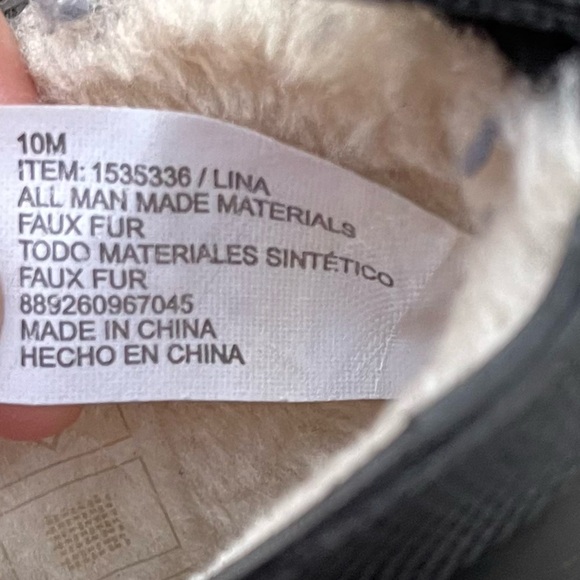 10M
ITEM: 1535336 / LINA
ALL MAN MADE MATERIALS
FAUX FUR
TODO MATERIALES SINTÉTICO
FAUX FUR
889260967045
MADE IN CHINA
HECHO EN CHINA